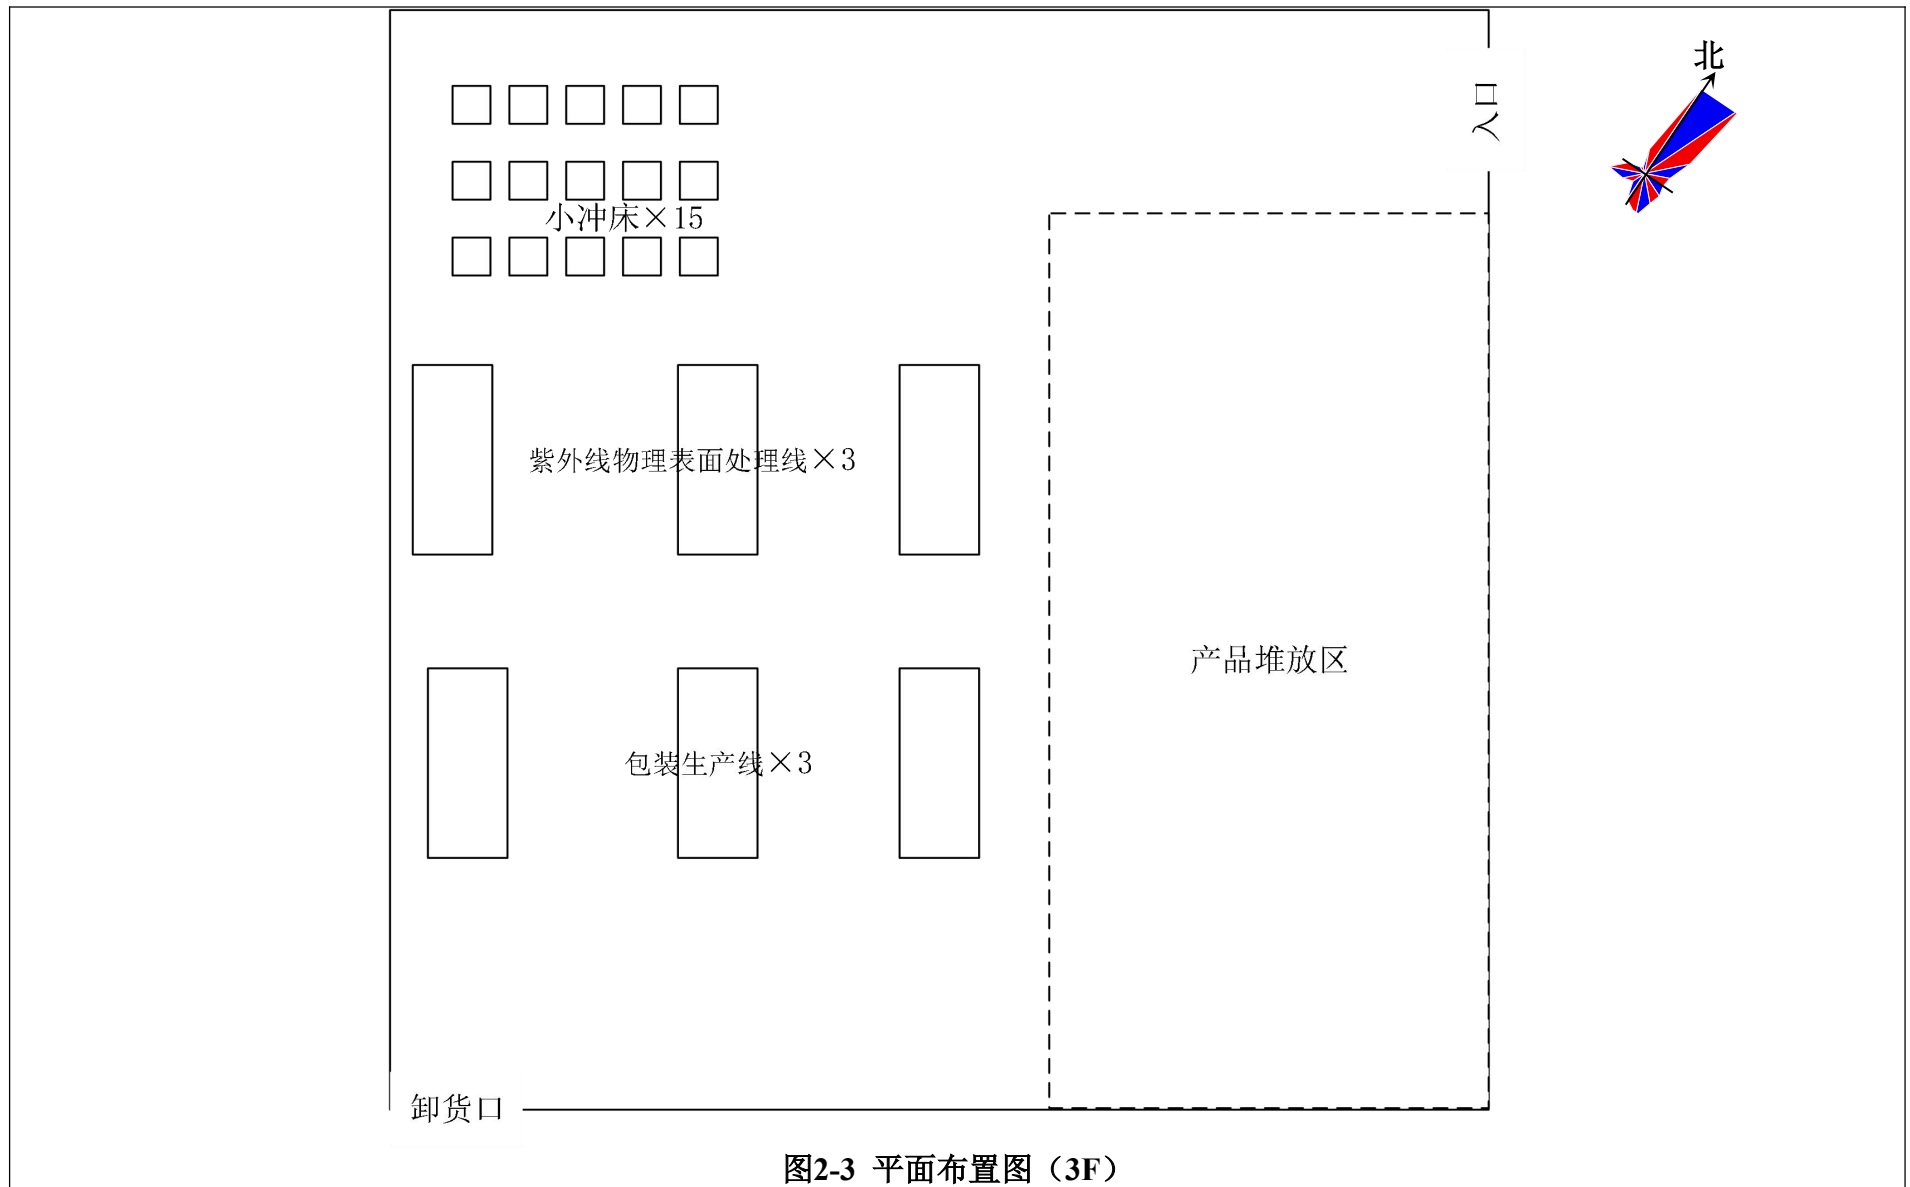 北
入口
小冲床×15
紫外线物理表面处理线×3
产品堆放区
包装生产线×3
卸货口
图2-3 平面布置图（3F）